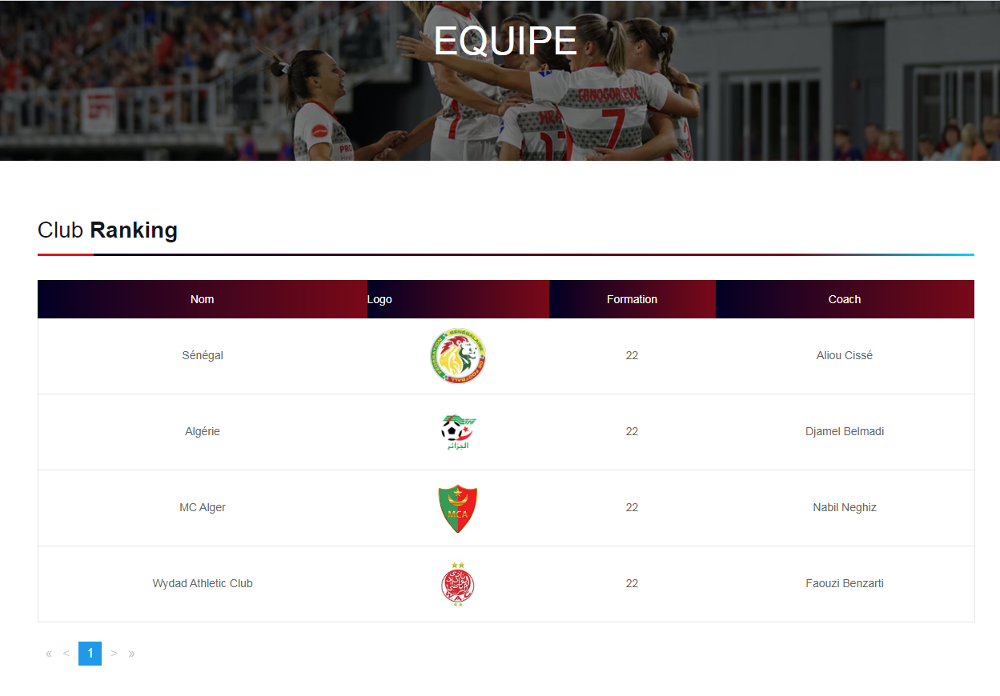 EQUIPE
7
Club Ranking
Nom Logo Formation Coach
Sénégal 22 Aliou Cissé
Algérie 22 Djamel Belmadi
الجزائر
MC Alger MCA 22 Nabil Neghiz
Wydad Athletic Club W.A.C 22 Faouzi Benzarti
« < 1 > »